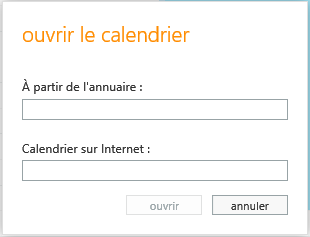 ouvrir le calendrier
À partir de l'annuaire :
Calendrier sur Internet :
ouvrir annuler